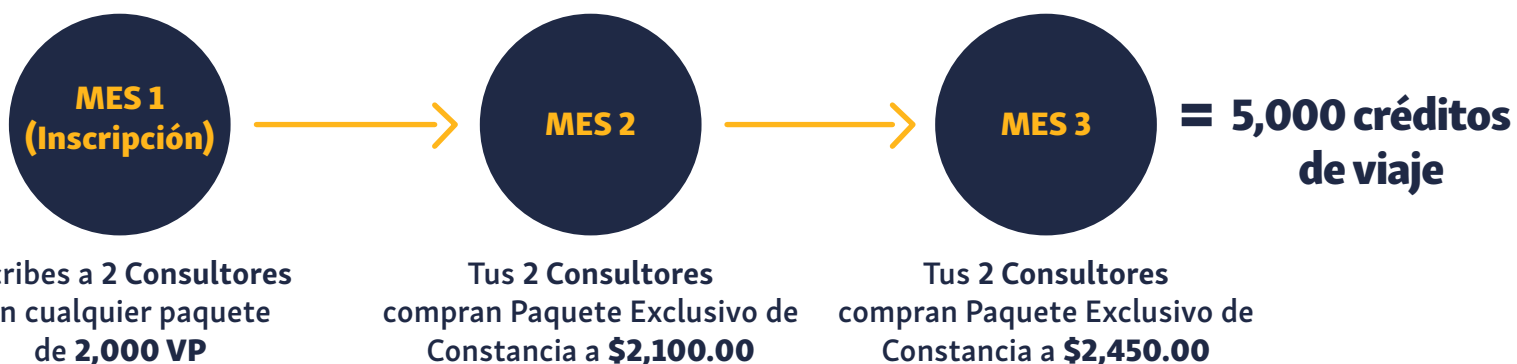 MES 1
(Inscripción)
MES 2
MES 3
= 5,000 créditos
de viaje
a 2 Consultores
cualquier paquete
de 2,000 VP
Tus 2 Consultores
compran Paquete Exclusivo de
Constancia a $2,100.00
Tus 2 Consultores
compran Paquete Exclusivo de
Constancia a $2,450.00